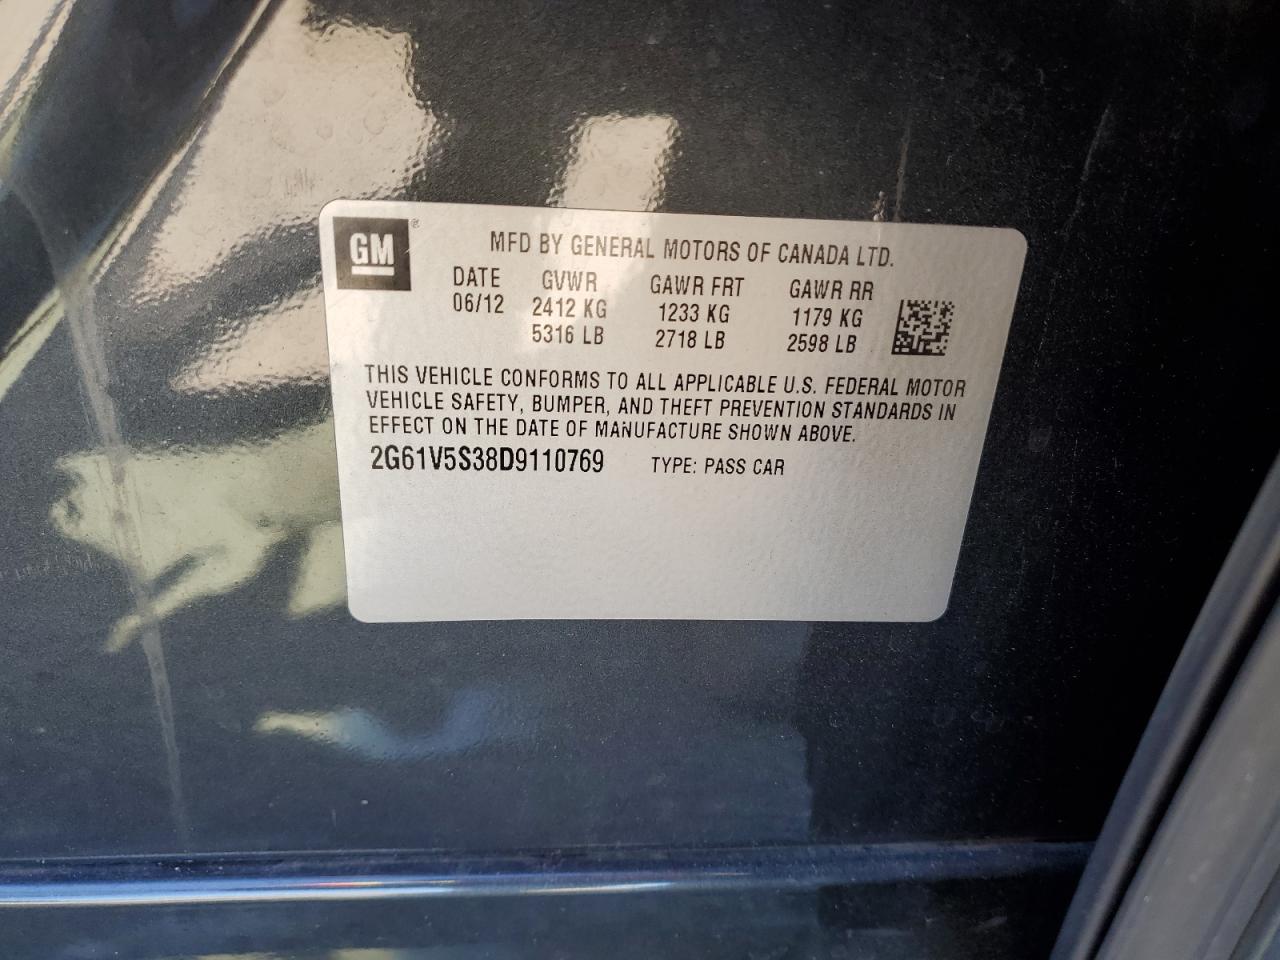 GM®
MFD BY GENERAL MOTORS OF CANADA LTD.
DATE GVWR GAWR FRT GAWR RR
06/12 2412 KG 1233 KG 1179 KG
5316 LB 2718 LB 2598 LB
THIS VEHICLE CONFORMS TO ALL APPLICABLE U.S. FEDERAL MOTOR
VEHICLE SAFETY, BUMPER, AND THEFT PREVENTION STANDARDS IN
EFFECT ON THE DATE OF MANUFACTURE SHOWN ABOVE.
2G61V5S38D9110769 TYPE: PASS CAR